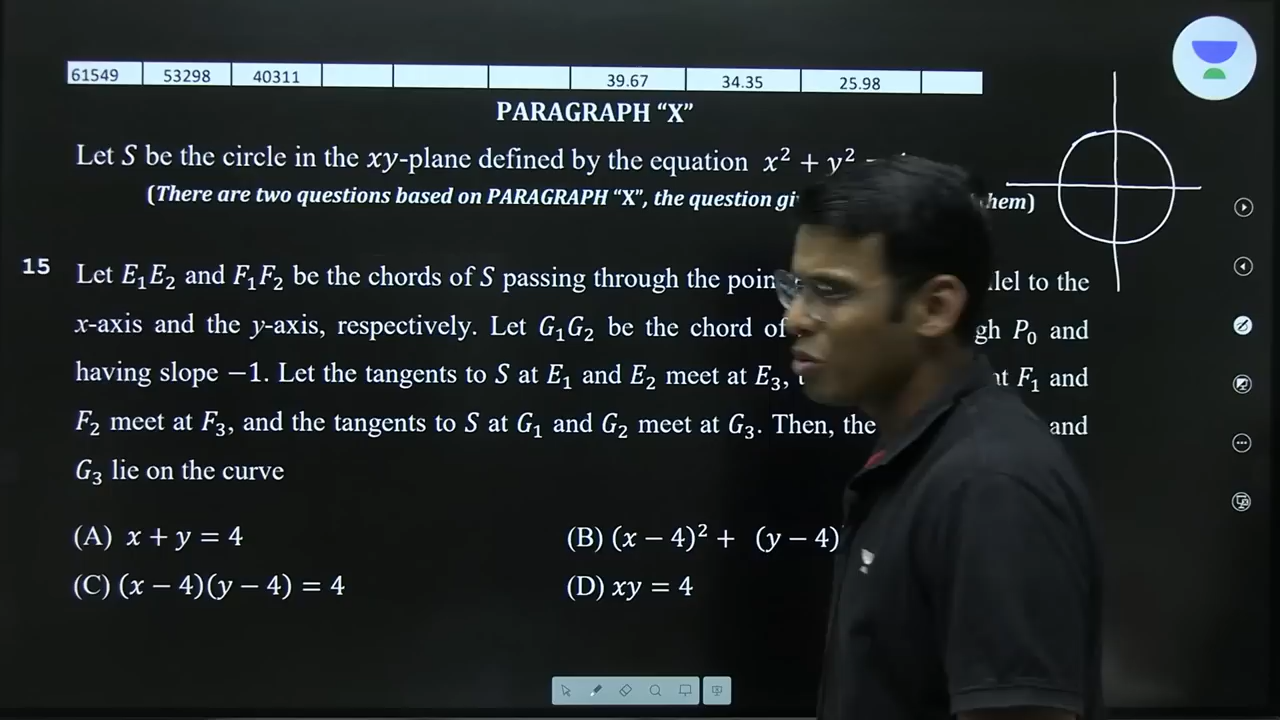 61549 53298 40311 39.67 34.35 25.98
PARAGRAPH “X”
Let S be the circle in the xy-plane defined by the equation x² + y²
(There are two questions based on PARAGRAPH “X”, the question
15
Let E₁E₂ and F₁F₂ be the chords of S passing through the to the
x-axis and the y-axis, respectively. Let G₁G₂ be the chord of P₀ and
having slope −1. Let the tangents to S at E₁ and E₂ meet at E₃, F₁ and
F₂ meet at F₃, and the tangents to S at G₁ and G₂ meet at G₃. Then, the and
G₃ lie on the curve
(A) x + y = 4
(B) (x − 4)² + (y − 4)
(C) (x − 4)(y − 4) = 4
(D) xy = 4